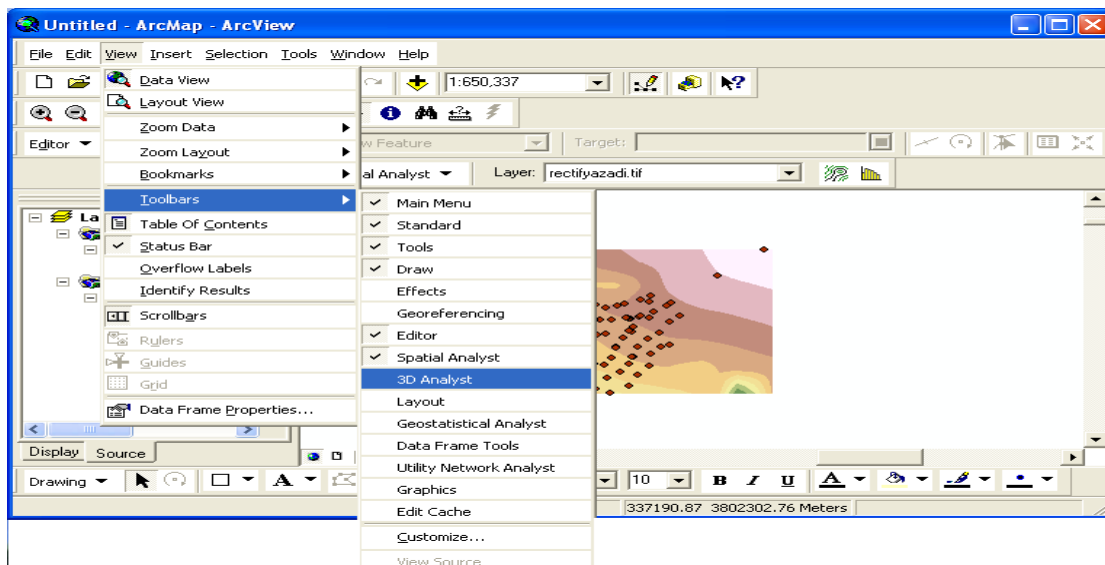 Untitled - ArcMap - ArcView
File Edit View Insert Selection Tools Window Help
1:650,337
Editor
Feature
Target:
Analyst
Layer: rectifyazadi.tif
Data View
Layout View
Zoom Data
Zoom Layout
Bookmarks
Toolbars
Table Of Contents
Status Bar
Overflow Labels
Identify Results
Scrollbars
Rulers
Guides
Grid
Data Frame Properties...
Main Menu
Standard
Tools
Draw
Effects
Georeferencing
Editor
Spatial Analyst
3D Analyst
Layout
Geostatistical Analyst
Data Frame Tools
Utility Network Analyst
Graphics
Edit Cache
Customize...
View Source
La
Display Source
Drawing
A
10
B I U A
337190.87 3802302.76 Meters